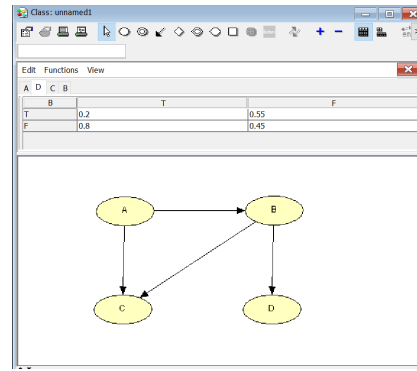 Class: unnamed1
Edit Functions View
A D C B
B T F
T 0.2 0.55
F 0.8 0.45
A B
C D